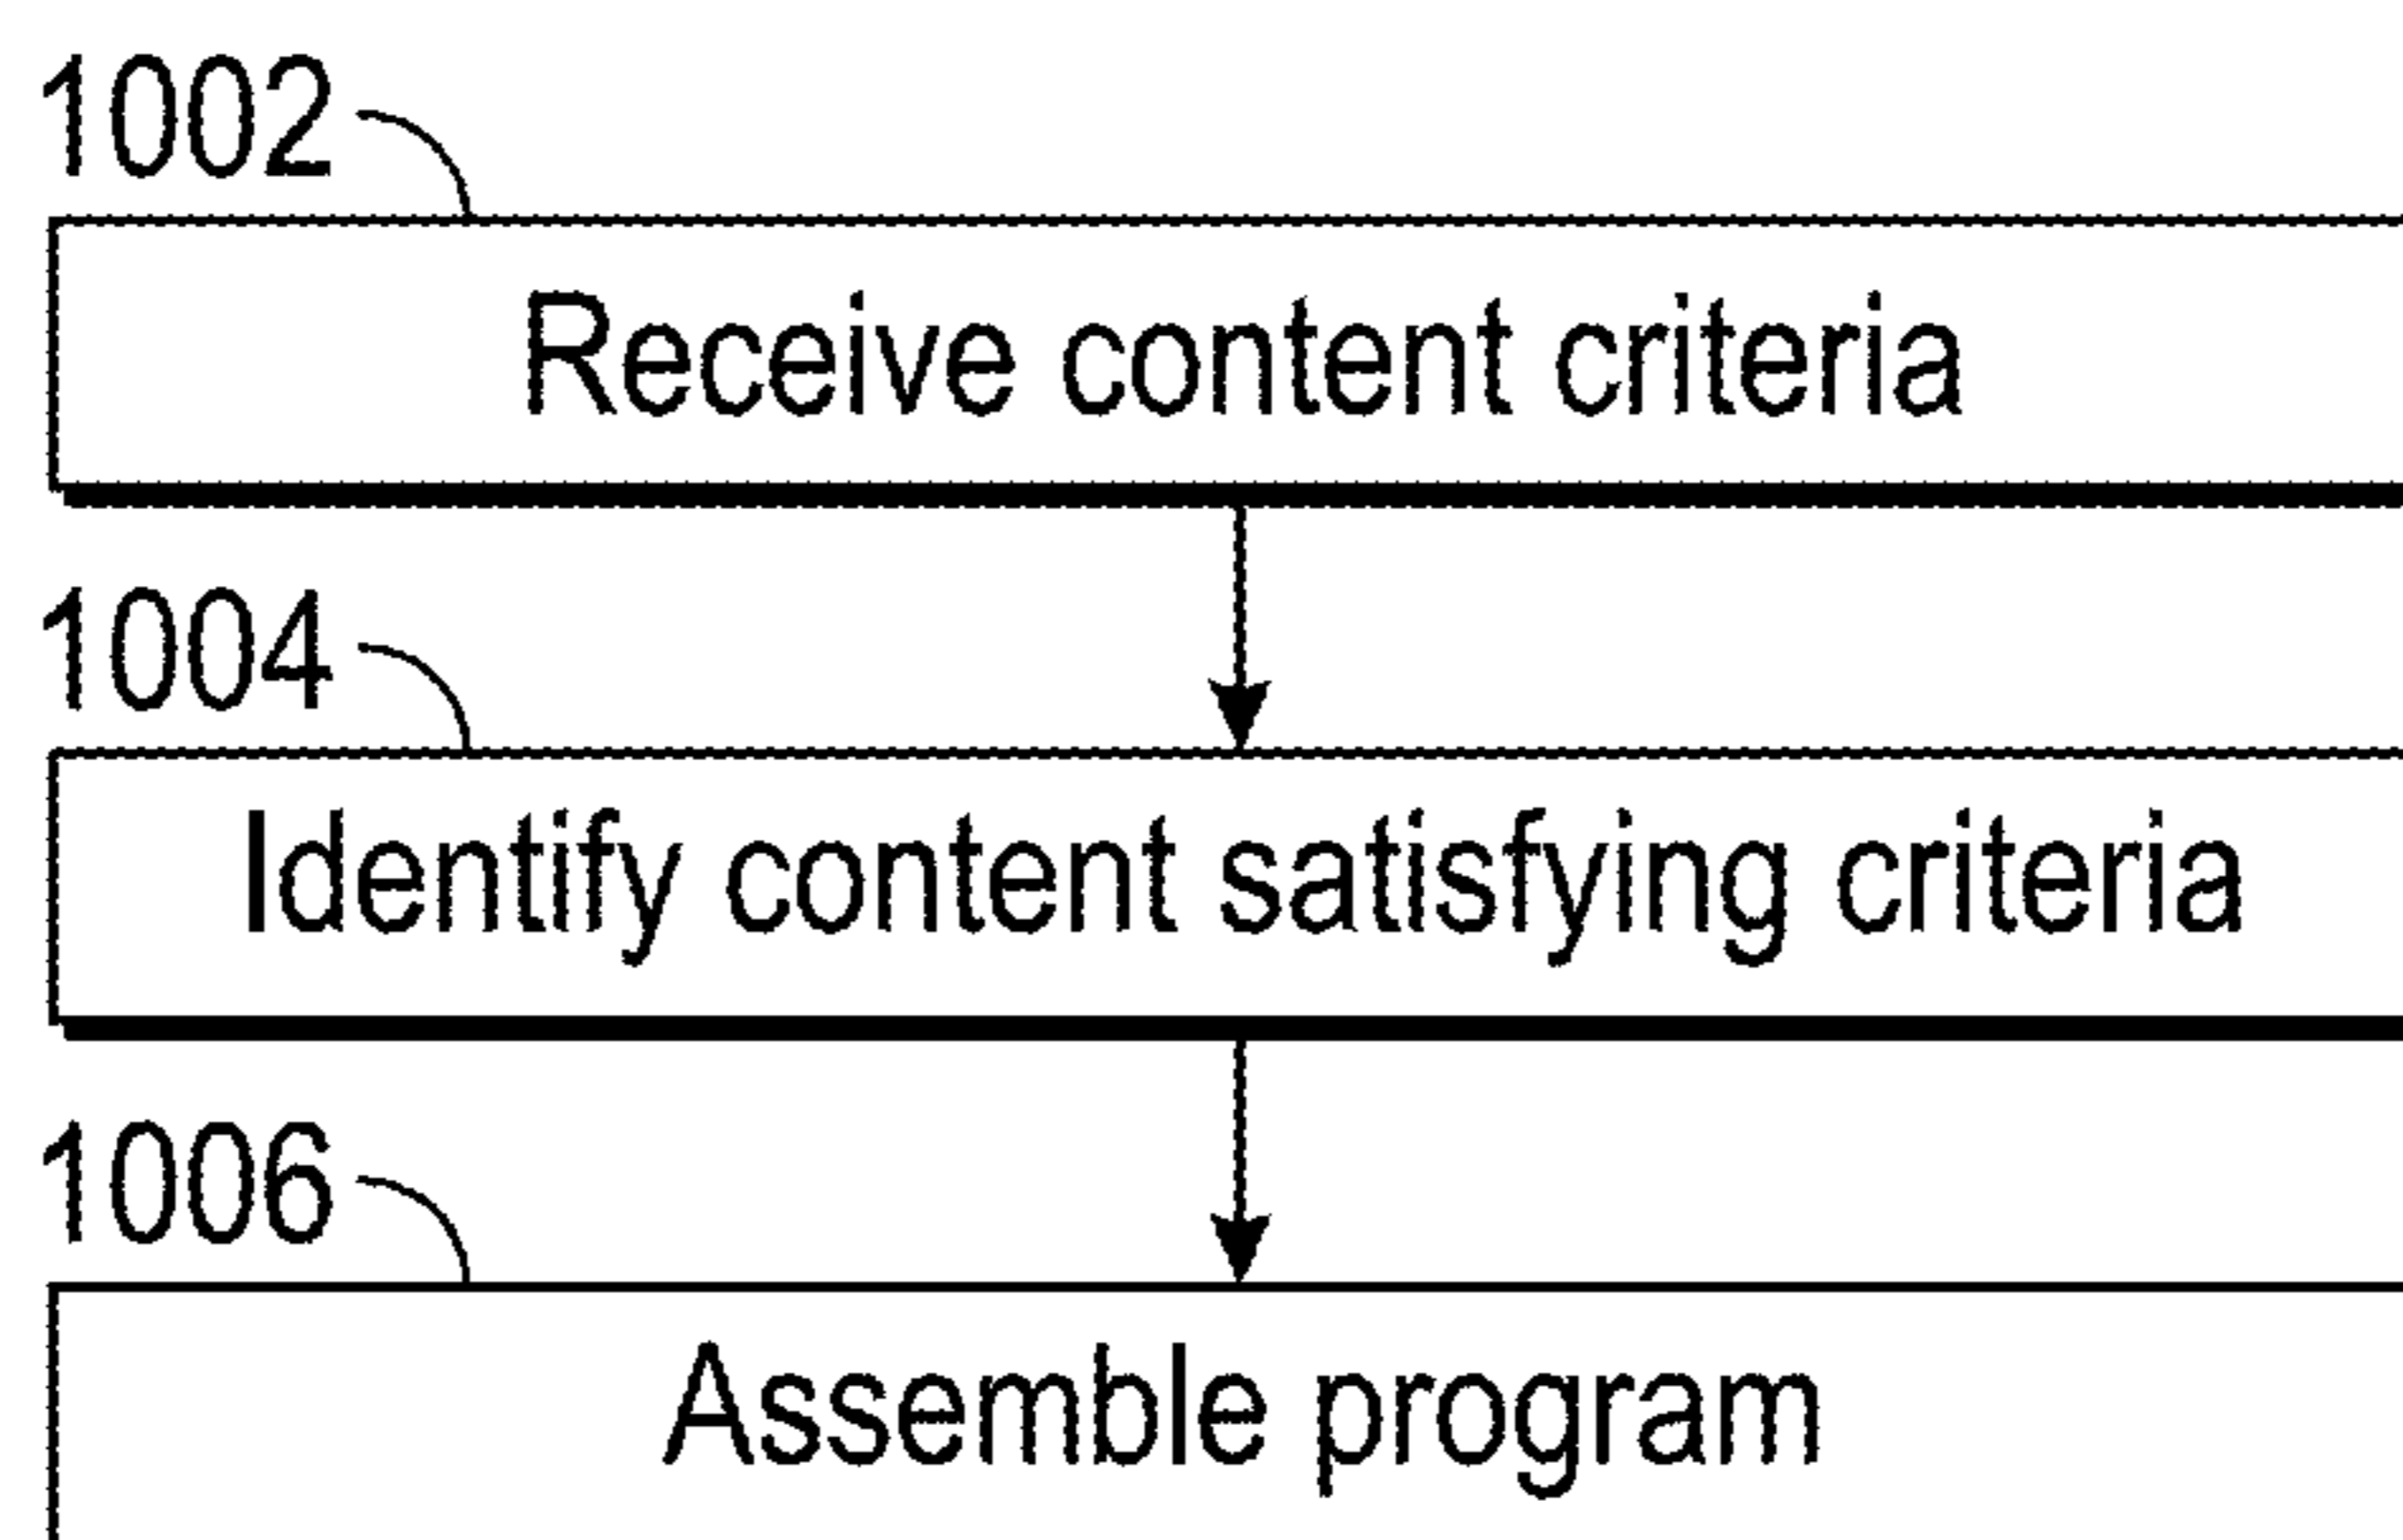 1002
Receive content criteria
1004
Identify content satisfying criteria
1006
Assemble program